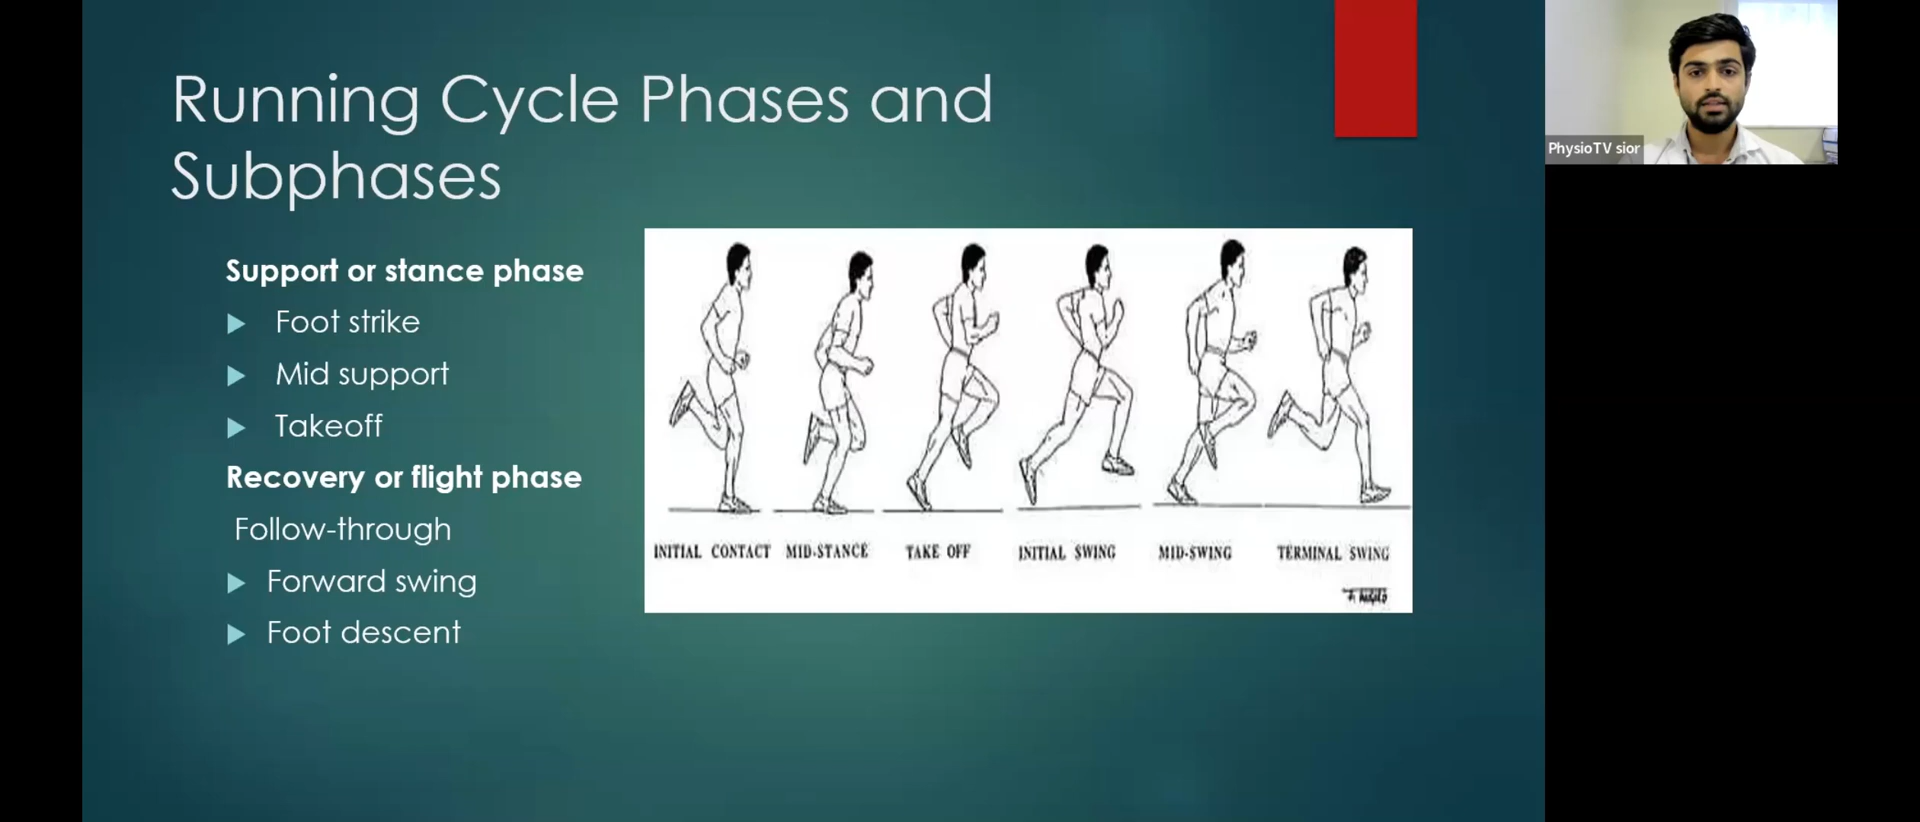 Running Cycle Phases and
Subphases
Support or stance phase
Foot strike
Mid support
Takeoff
Recovery or flight phase
Follow-through
Forward swing
Foot descent
INITIAL CONTACT
MID-STANCE
TAKE OFF
INITIAL SWING
MID-SWING
TERMINAL SWING
PhysioTV sior